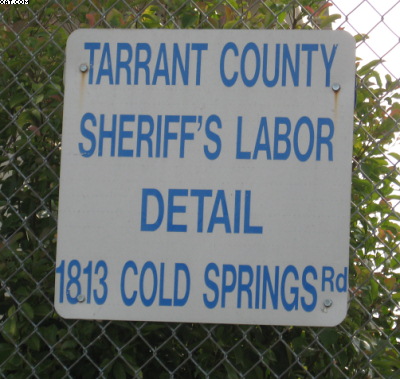 TARRANT COUNTY
SHERIFF'S LABOR
DETAIL
1813 COLD SPRINGS Rd